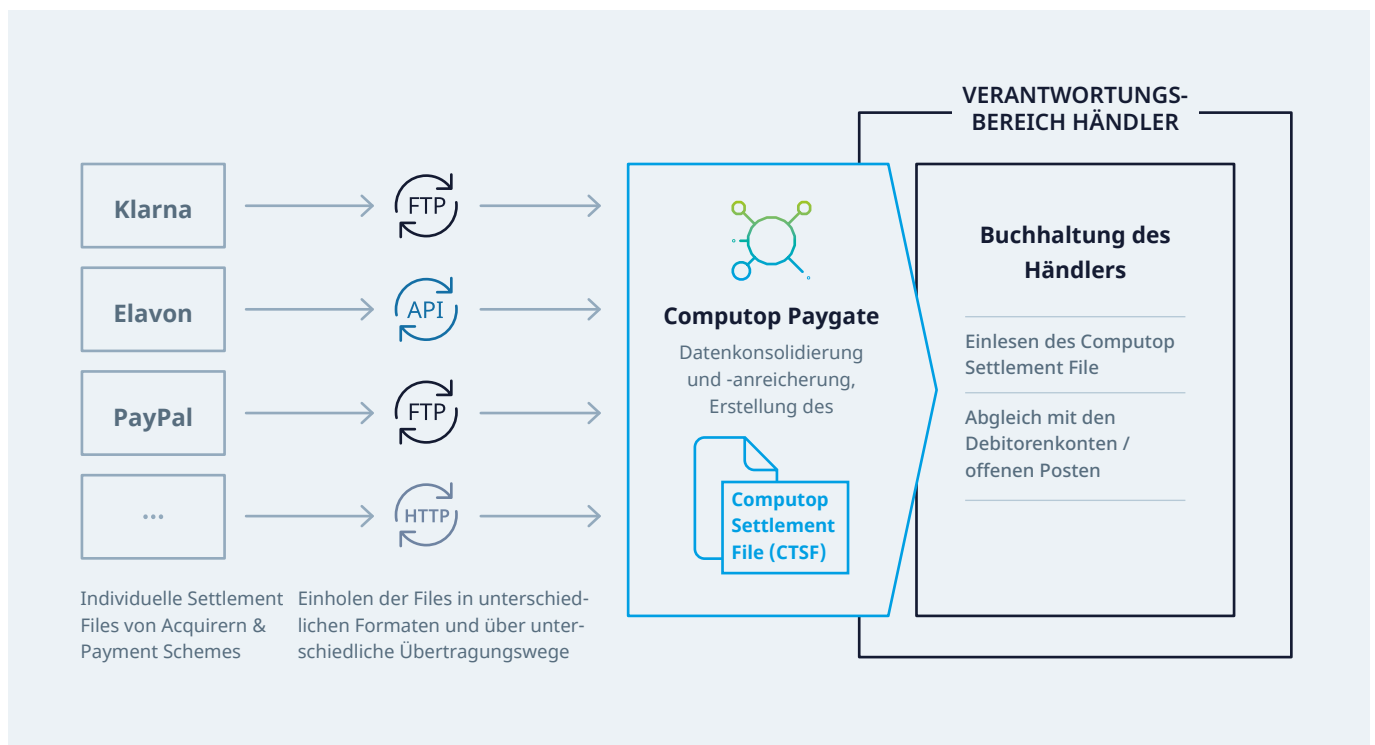 VERANTWORTUNGS-
BEREICH HÄNDLER
Klarna
FTP
Elavon
API
PayPal
FTP
...
HTTP
Individuelle Settlement
Files von Acquirern &
Payment Schemes
Einholen der Files in unterschied-
lichen Formaten und über unter-
schiedliche Übertragungswege
Computop Paygate
Datenkonsolidierung
und -anreicherung,
Erstellung des
Computop
Settlement
File (CTSF)
Buchhaltung des
Händlers
Einlesen des Computop
Settlement File
Abgleich mit den
Debitorenkonten /
offenen Posten